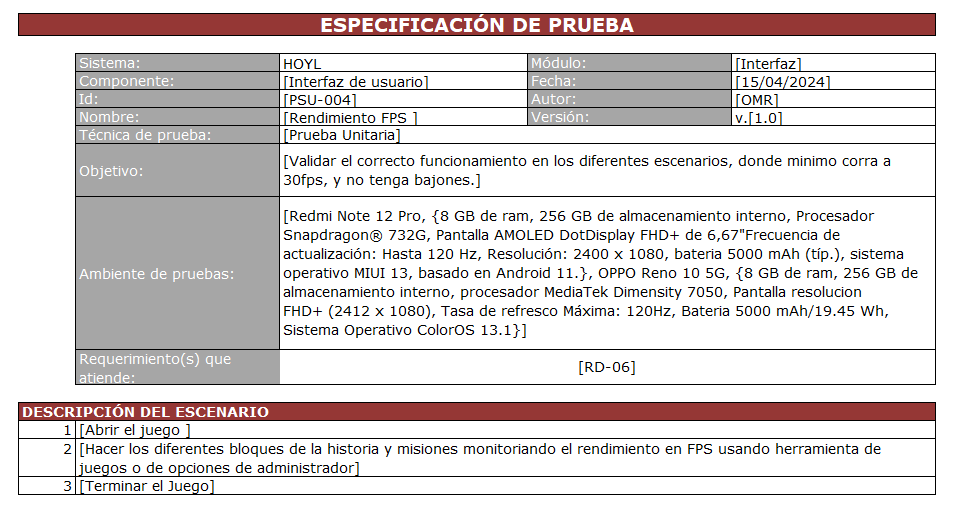 ESPECIFICACIÓN DE PRUEBA
Sistema: HOYL Módulo: [Interfaz]
Componente: [Interfaz de usuario] Fecha: [15/04/2024]
Id: [PSU-004] Autor: [OMR]
Nombre: [Rendimiento FPS ] Versión: v.[1.0]
Técnica de prueba: [Prueba Unitaria]
Objetivo: [Validar el correcto funcionamiento en los diferentes escenarios, donde minimo corra a
30fps, y no tenga bajones.]
Ambiente de pruebas: [Redmi Note 12 Pro, {8 GB de ram, 256 GB de almacenamiento interno, Procesador
Snapdragon® 732G, Pantalla AMOLED DotDisplay FHD+ de 6,67"Frecuencia de
actualización: Hasta 120 Hz, Resolución: 2400 x 1080, bateria 5000 mAh (típ.), sistema
operativo MIUI 13, basado en Android 11.}, OPPO Reno 10 5G, {8 GB de ram, 256 GB de
almacenamiento interno, procesador MediaTek Dimensity 7050, Pantalla resolucion
FHD+ (2412 x 1080), Tasa de refresco Máxima: 120Hz, Bateria 5000 mAh/19.45 Wh,
Sistema Operativo ColorOS 13.1}]
Requerimiento(s) que
atiende: [RD-06]
DESCRIPCIÓN DEL ESCENARIO
1 [Abrir el juego ]
2 [Hacer los diferentes bloques de la historia y misiones monitoriando el rendimiento en FPS usando herramienta de
juegos o de opciones de administrador]
3 [Terminar el Juego]